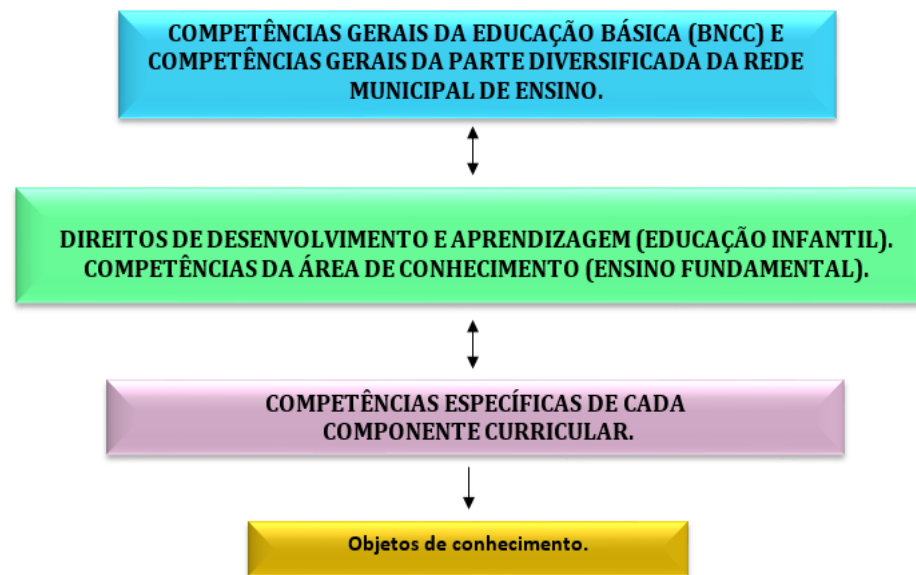 COMPETÊNCIAS GERAIS DA EDUCAÇÃO BÁSICA (BNCC) E
COMPETÊNCIAS GERAIS DA PARTE DIVERSIFICADA DA REDE
MUNICIPAL DE ENSINO.
DIREITOS DE DESENVOLVIMENTO E APRENDIZAGEM (EDUCAÇÃO INFANTIL).
COMPETÊNCIAS DA ÁREA DE CONHECIMENTO (ENSINO FUNDAMENTAL).
COMPETÊNCIAS ESPECÍFICAS DE CADA
COMPONENTE CURRICULAR.
Objetos de conhecimento.